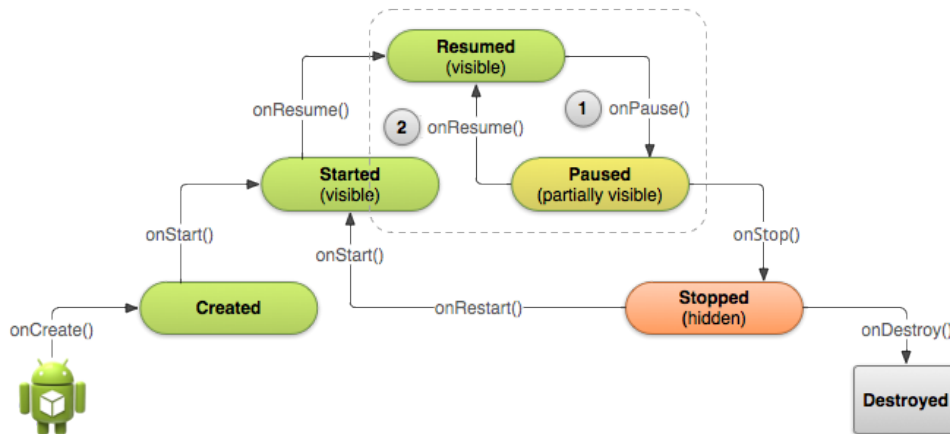 Resumed
(visible)
onResume()
2
onResume()
1
onPause()
Started
(visible)
Paused
(partially visible)
onStart()
onStart()
onStop()
Created
onRestart()
Stopped
(hidden)
onCreate()
onDestroy()
Destroyed